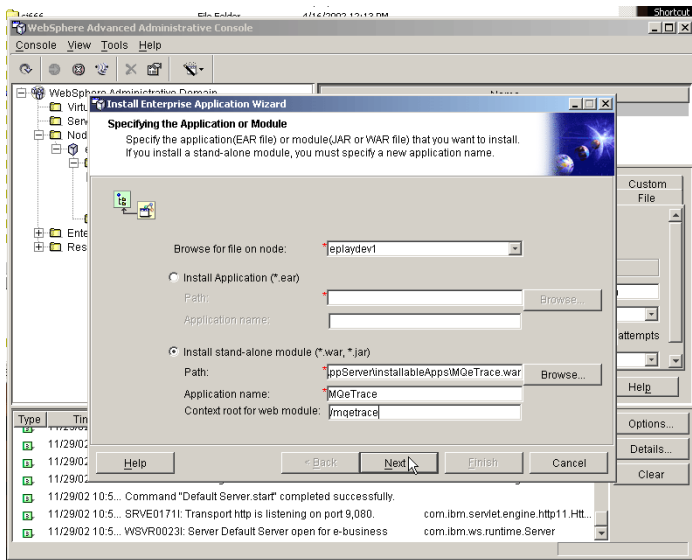 File Folder 4/16/2002 12:13 PM Shortcut
WebSphere Advanced Administrative Console
Console View Tools Help
WebSphere Administrative Domain
Name
Virtu
Serv
Nod
e
Ente
Res
Install Enterprise Application Wizard
Specifying the Application or Module
Specify the application(EAR file) or module(JAR or WAR file) that you want to install.
If you install a stand-alone module, you must specify a new application name.
Browse for file on node: *eplaydev1
Install Application (*.ear)
Path: * Browse...
Application name:
Install stand-alone module (*.war, *.jar)
Path: *ppServer\installableApps\MQeTrace.war Browse...
Application name: *MQeTrace
Context root for web module: /mqetrace
Help < Back Next Finish Cancel
Custom
File
attempts
Help
Type Tin
11/29/02
11/29/02
11/29/02
11/29/02 10:5... Command "Default Server.start" completed successfully.
11/29/02 10:5... SRVE0171I: Transport http is listening on port 9,080. com.ibm.servlet.engine.http11.Htt...
11/29/02 10:5... WSVR0023I: Server Default Server open for e-business com.ibm.ws.runtime.Server
Options...
Details...
Clear